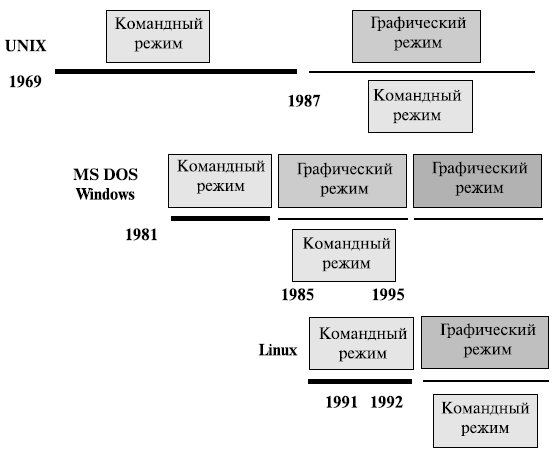 Командный
режим
Графический
режим
UNIX
1969
1987
Командный
режим
MS DOS
Windows
Командный
режим
Графический
режим
Графический
режим
1981
Командный
режим
1985
1995
Linux
Командный
режим
Графический
режим
1991
1992
Командный
режим